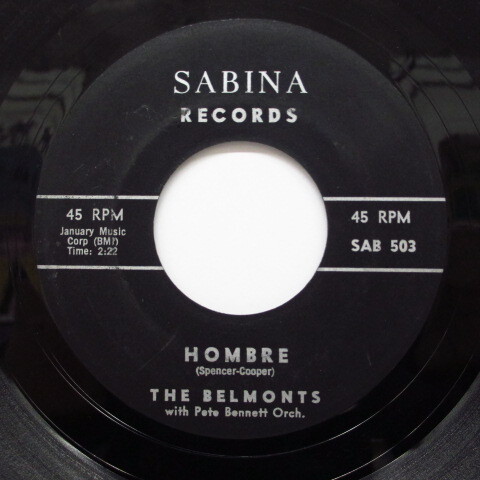 SABINA
RECORDS
45 RPM
January Music
Corp (BMI)
Time: 2:22
45 RPM
SAB 503
HOMBRE
(Spencer-Cooper)
THE BELMONTS
with Pete Bennett Orch.